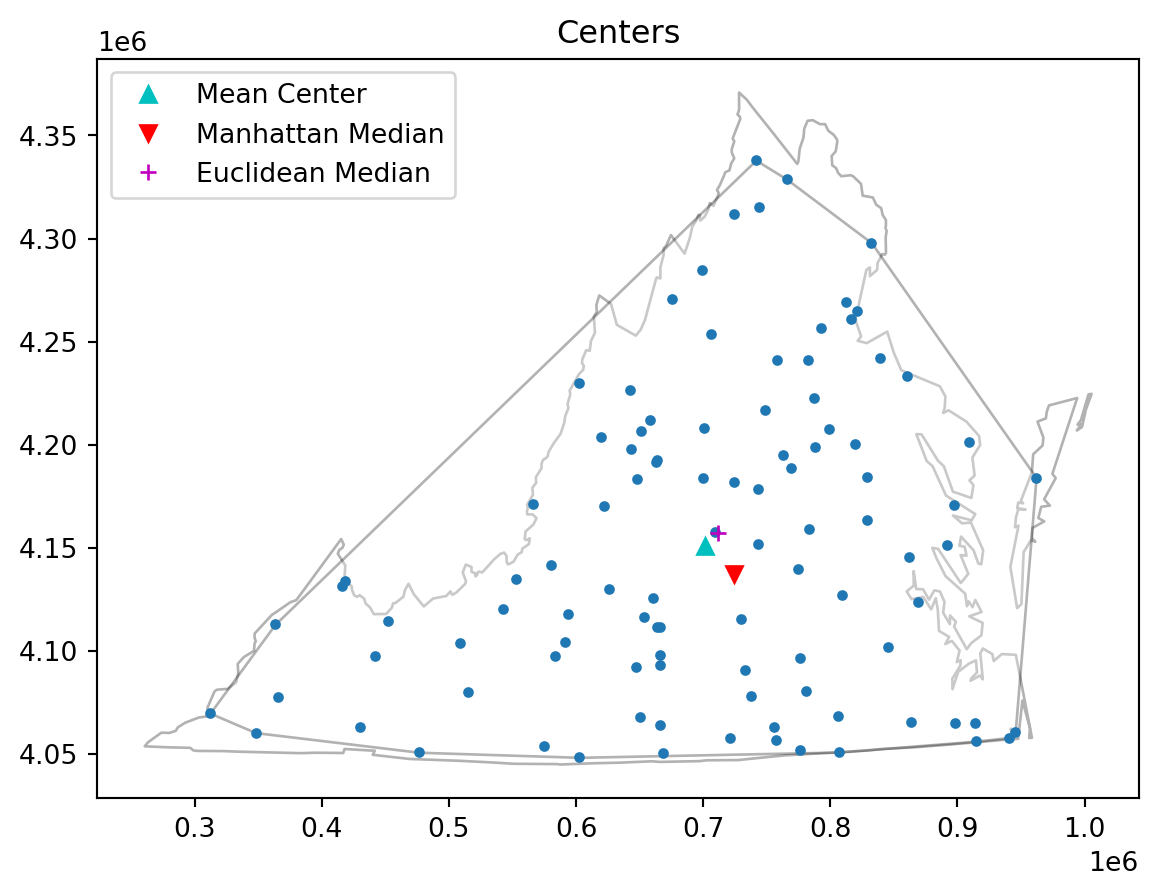 Centers
1e6
Mean Center
Manhattan Median
Euclidean Median
4.35
4.30
4.25
4.20
4.15
4.10
4.05
0.3 0.4 0.5 0.6 0.7 0.8 0.9 1.0
1e6